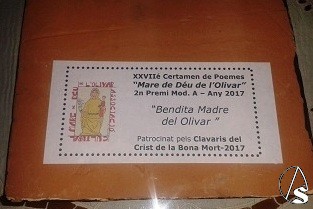 XXVIIé Certamen de Poemes
"Mare de Déu de l'Olivar"
2n Premi Mod. A – Any 2017
"Bendita Madre
del Olivar "
Patrocinat pels Clavaris del
Crist de la Bona Mort-2017